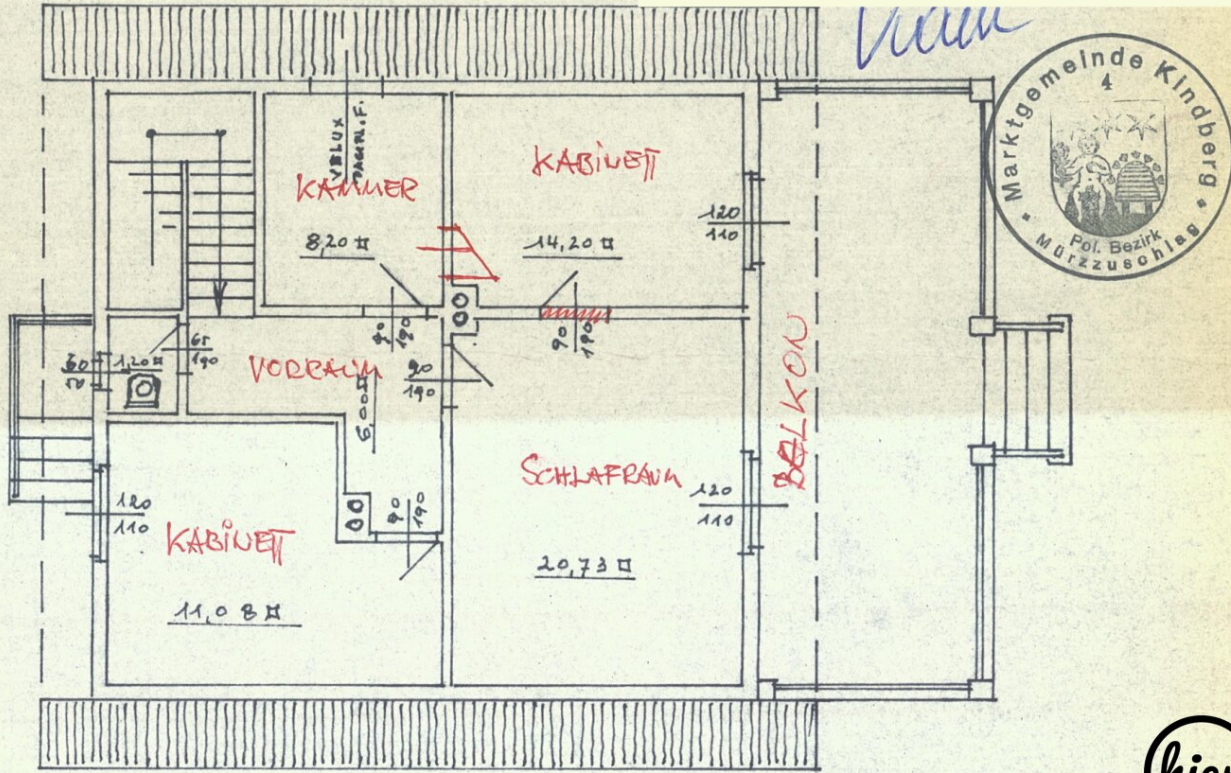 Marktgemeinde Kindberg
4
Pol. Bezirk
Mürzzuschlag
VELUX
KAMMER
8,20 ¤
KABINETT
14,20 ¤
120
110
90
190
90
190
65
190
60
1,20 ¤
VORRAUM
6,00 ¤
90
190
BALKON
SCHLAFRAUM
20,73 ¤
120
110
90
190
120
110
KABINETT
11,08 ¤